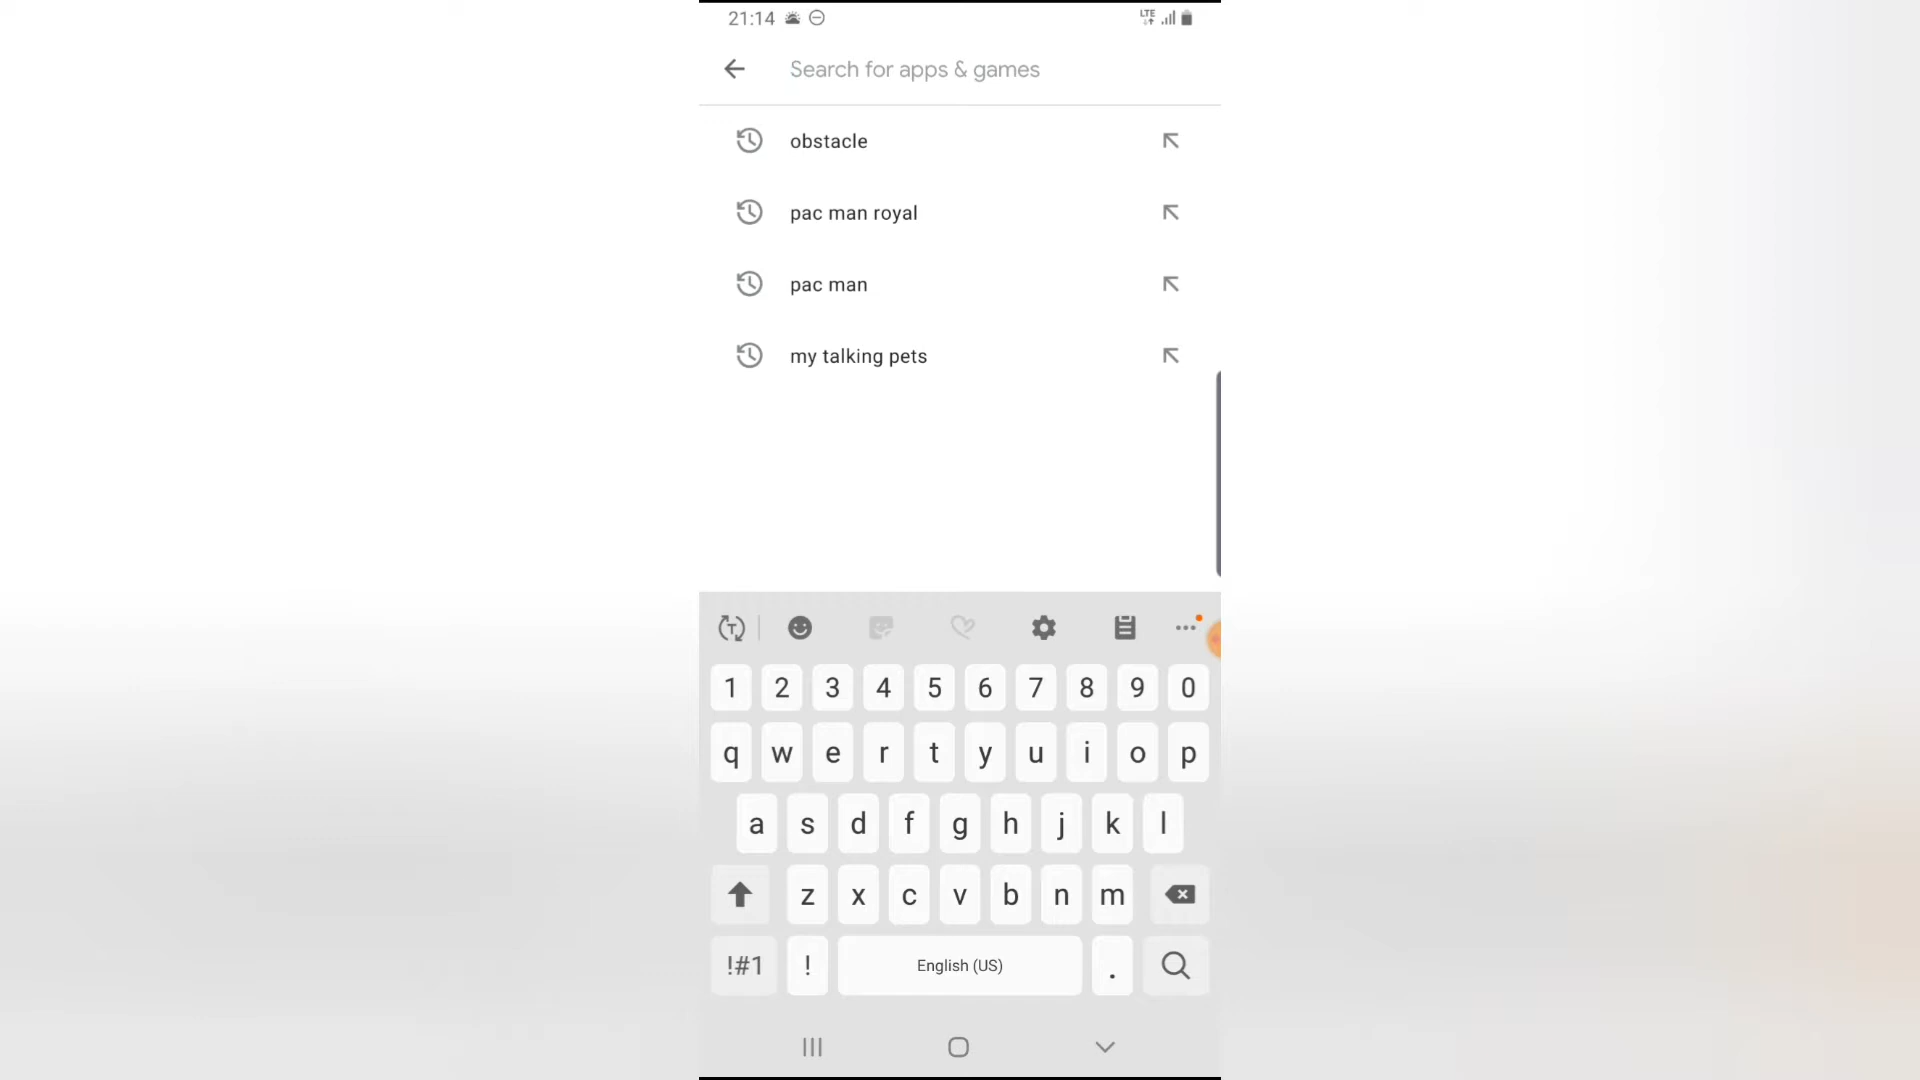 21:14 LTE
Search for apps & games
obstacle
pac man royal
pac man
my talking pets
T
1 2 3 4 5 6 7 8 9 0
q w e r t y u i o p
a s d f g h j k l
z x c v b n m
!#1 ! English (US) .